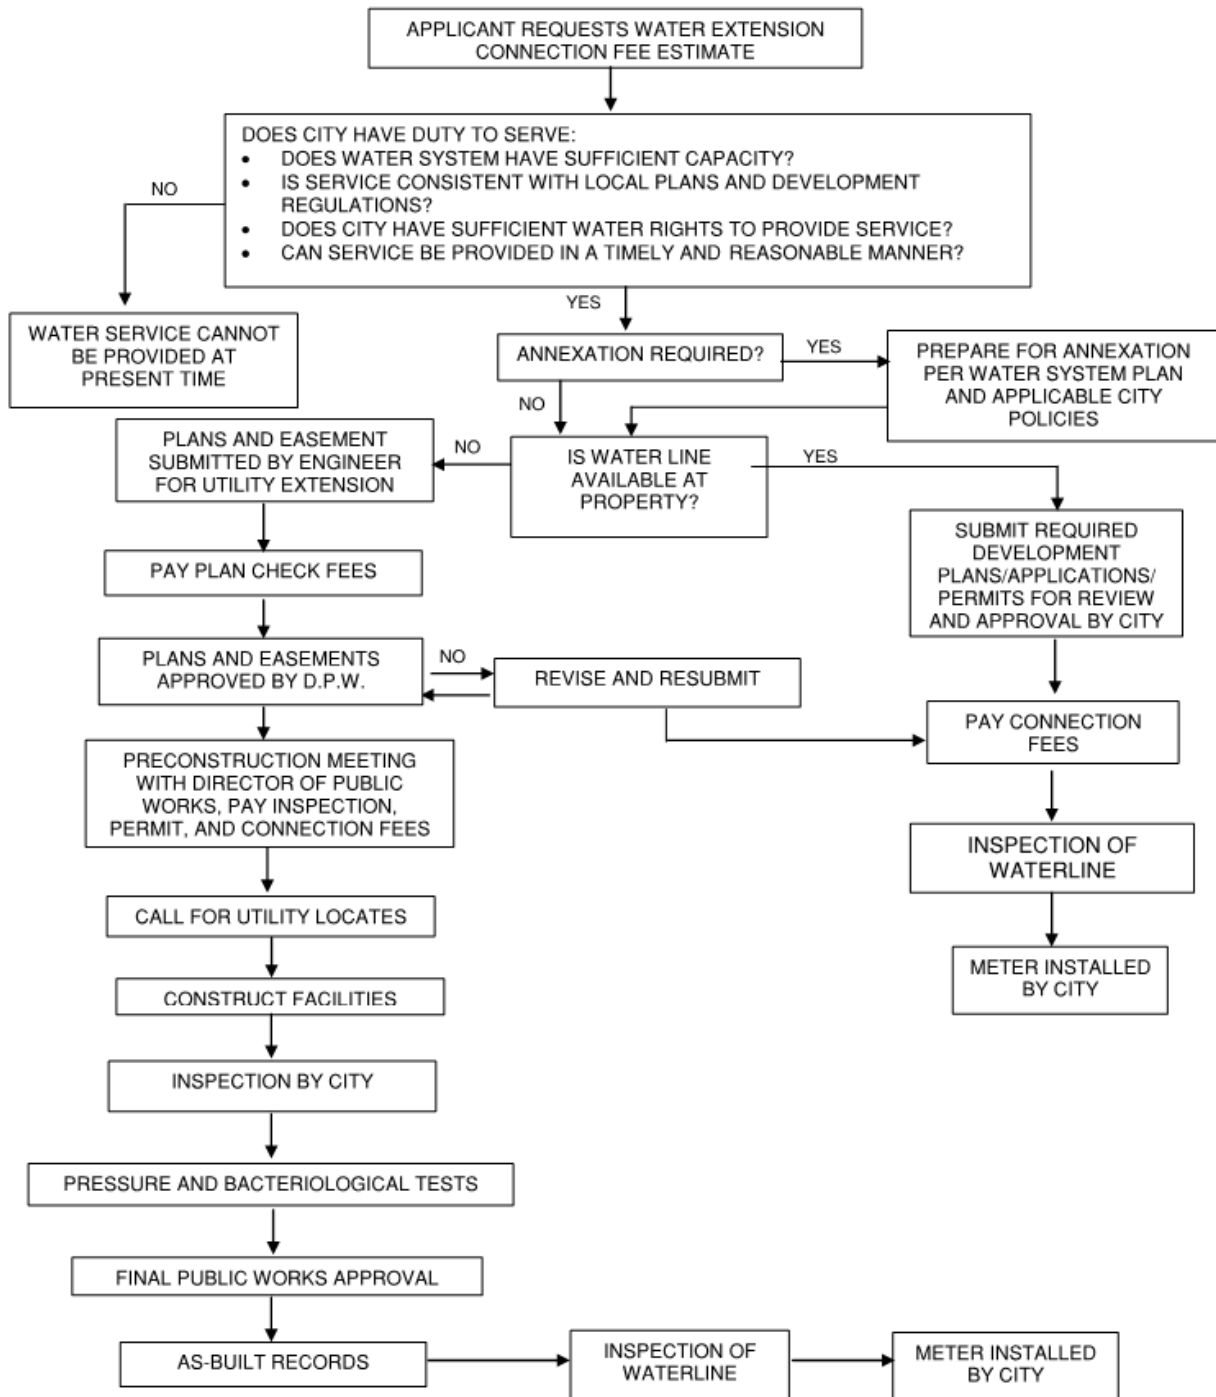 APPLICANT REQUESTS WATER EXTENSION
CONNECTION FEE ESTIMATE
DOES CITY HAVE DUTY TO SERVE:
• DOES WATER SYSTEM HAVE SUFFICIENT CAPACITY?
• IS SERVICE CONSISTENT WITH LOCAL PLANS AND DEVELOPMENT
REGULATIONS?
• DOES CITY HAVE SUFFICIENT WATER RIGHTS TO PROVIDE SERVICE?
• CAN SERVICE BE PROVIDED IN A TIMELY AND REASONABLE MANNER?
NO
YES
WATER SERVICE CANNOT
BE PROVIDED AT
PRESENT TIME
ANNEXATION REQUIRED?
YES
PREPARE FOR ANNEXATION
PER WATER SYSTEM PLAN
AND APPLICABLE CITY
POLICIES
NO
PLANS AND EASEMENT
SUBMITTED BY ENGINEER
FOR UTILITY EXTENSION
NO
IS WATER LINE
AVAILABLE AT
PROPERTY?
YES
SUBMIT REQUIRED
DEVELOPMENT
PLANS/APPLICATIONS/
PERMITS FOR REVIEW
AND APPROVAL BY CITY
PAY PLAN CHECK FEES
PLANS AND EASEMENTS
APPROVED BY D.P.W.
NO
REVISE AND RESUBMIT
PAY CONNECTION
FEES
PRECONSTRUCTION MEETING
WITH DIRECTOR OF PUBLIC
WORKS, PAY INSPECTION,
PERMIT, AND CONNECTION FEES
INSPECTION OF
WATERLINE
CALL FOR UTILITY LOCATES
METER INSTALLED
BY CITY
CONSTRUCT FACILITIES
INSPECTION BY CITY
PRESSURE AND BACTERIOLOGICAL TESTS
FINAL PUBLIC WORKS APPROVAL
AS-BUILT RECORDS
INSPECTION OF
WATERLINE
METER INSTALLED
BY CITY